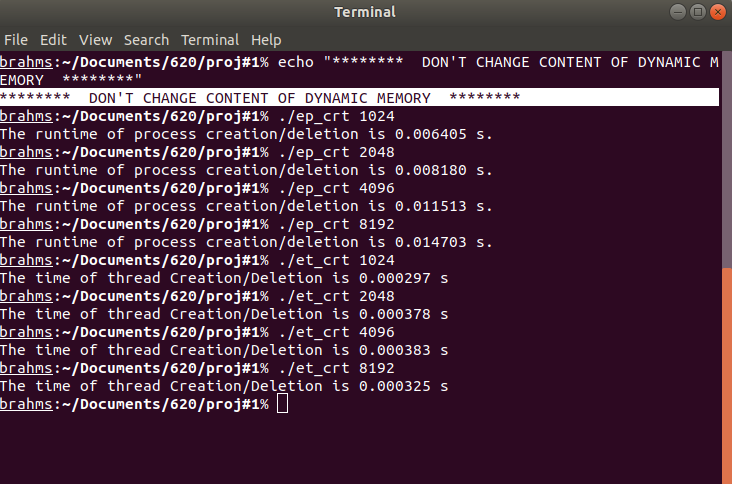 Terminal
File Edit View Search Terminal Help
brahms:~/Documents/620/proj#1% echo "******** DON'T CHANGE CONTENT OF DYNAMIC M
EMORY ********"
******** DON'T CHANGE CONTENT OF DYNAMIC MEMORY ********
brahms:~/Documents/620/proj#1% ./ep_crt 1024
The runtime of process creation/deletion is 0.006405 s.
brahms:~/Documents/620/proj#1% ./ep_crt 2048
The runtime of process creation/deletion is 0.008180 s.
brahms:~/Documents/620/proj#1% ./ep_crt 4096
The runtime of process creation/deletion is 0.011513 s.
brahms:~/Documents/620/proj#1% ./ep_crt 8192
The runtime of process creation/deletion is 0.014703 s.
brahms:~/Documents/620/proj#1% ./et_crt 1024
The time of thread Creation/Deletion is 0.000297 s
brahms:~/Documents/620/proj#1% ./et_crt 2048
The time of thread Creation/Deletion is 0.000378 s
brahms:~/Documents/620/proj#1% ./et_crt 4096
The time of thread Creation/Deletion is 0.000383 s
brahms:~/Documents/620/proj#1% ./et_crt 8192
The time of thread Creation/Deletion is 0.000325 s
brahms:~/Documents/620/proj#1%